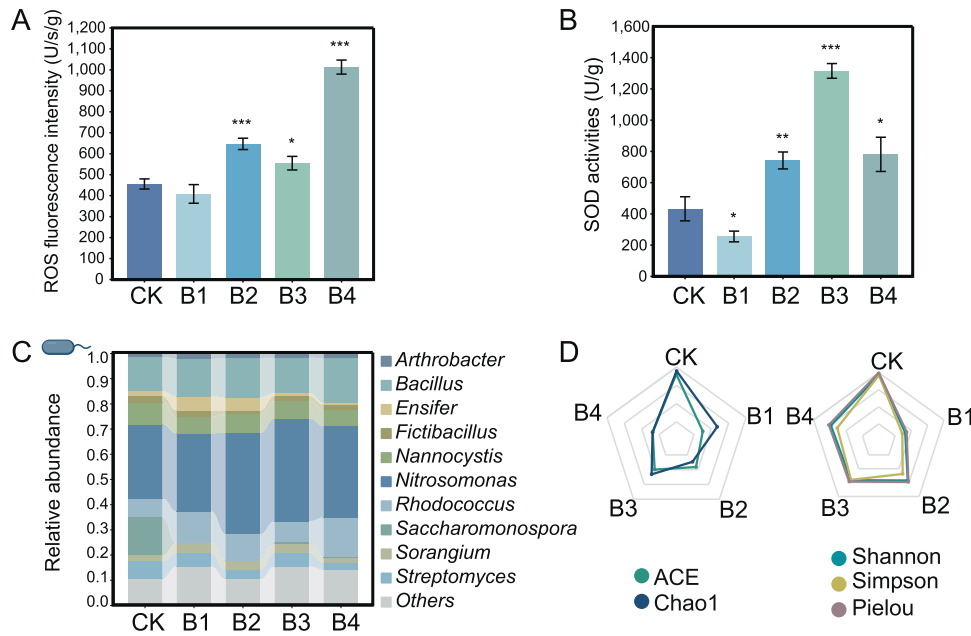 A
ROS fluorescence intensity (U/s/g)
1,200
1,100
1,000
900
800
700
600
500
400
300
200
100
0
***
*
***
CK B1 B2 B3 B4
B
SOD activities (U/g)
1,600
1,400
1,200
1,000
800
600
400
200
0
*
**
***
*
CK B1 B2 B3 B4
C
Relative abundance
1.0
0.9
0.8
0.7
0.6
0.5
0.4
0.3
0.2
0.1
0.0
CK B1 B2 B3 B4
Arthrobacter
Bacillus
Ensifer
Fictibacillus
Nannocystis
Nitrosomonas
Rhodococcus
Saccharomonospora
Sorangium
Streptomyces
Others
D
CK
B1
B2
B3
B4
ACE
Chao1
CK
B1
B2
B3
B4
Shannon
Simpson
Pielou